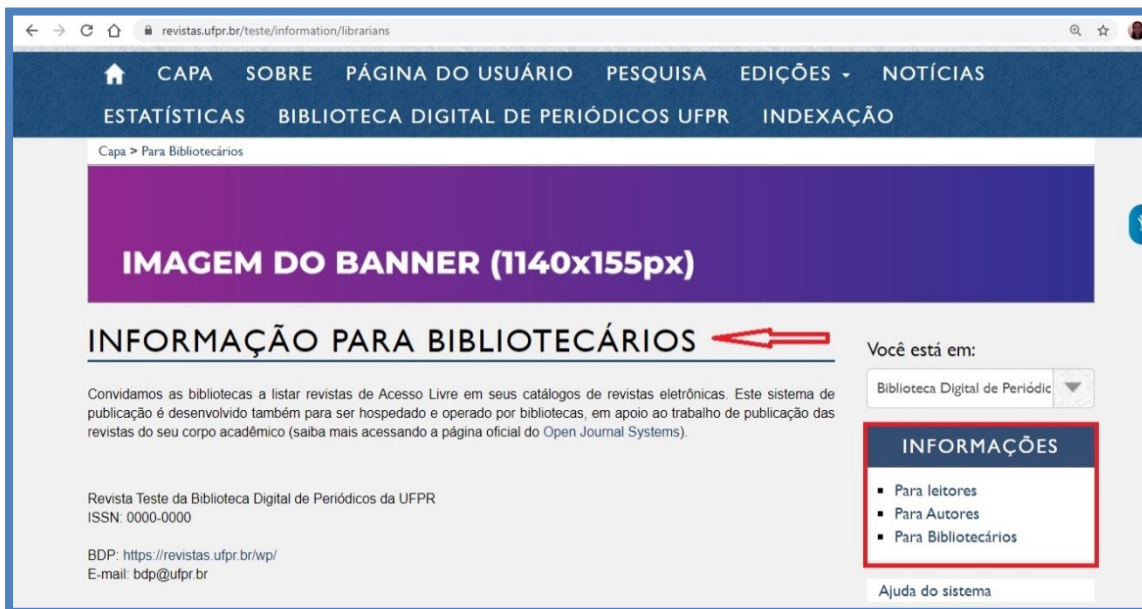 revistas.ufpr.br/teste/information/librarians
CAPA SOBRE PÁGINA DO USUÁRIO PESQUISA EDIÇÕES NOTÍCIAS
ESTATÍSTICAS BIBLIOTECA DIGITAL DE PERIÓDICOS UFPR INDEXAÇÃO
Capa > Para Bibliotecários
IMAGEM DO BANNER (1140x155px)
INFORMAÇÃO PARA BIBLIOTECÁRIOS
Convidamos as bibliotecas a listar revistas de Acesso Livre em seus catálogos de revistas eletrônicas. Este sistema de
publicação é desenvolvido também para ser hospedado e operado por bibliotecas, em apoio ao trabalho de publicação das
revistas do seu corpo acadêmico (saiba mais acessando a página oficial do Open Journal Systems).
Revista Teste da Biblioteca Digital de Periódicos da UFPR
ISSN: 0000-0000
BDP: https://revistas.ufpr.br/wp/
E-mail: bdp@ufpr.br
Você está em:
Biblioteca Digital de Periódic
INFORMAÇÕES
Para leitores
Para Autores
Para Bibliotecários
Ajuda do sistema